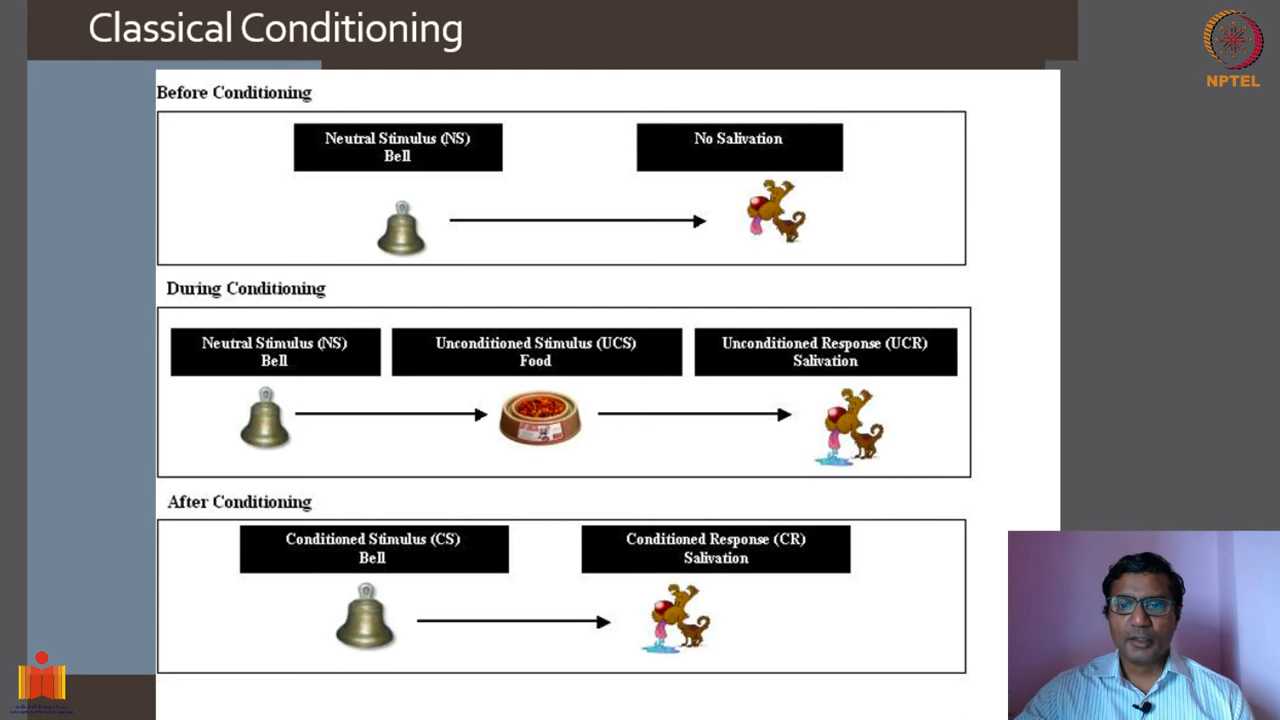 Classical Conditioning
NPTEL
Before Conditioning
Neutral Stimulus (NS)
Bell
No Salivation
During Conditioning
Neutral Stimulus (NS)
Bell
Unconditioned Stimulus (UCS)
Food
Unconditioned Response (UCR)
Salivation
After Conditioning
Conditioned Stimulus (CS)
Bell
Conditioned Response (CR)
Salivation